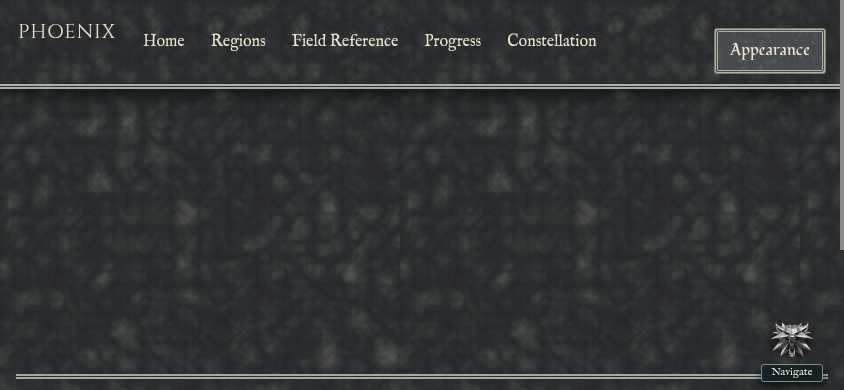 PHOENIX
Home
Regions
Field Reference
Progress
Constellation
Appearance
Navigate